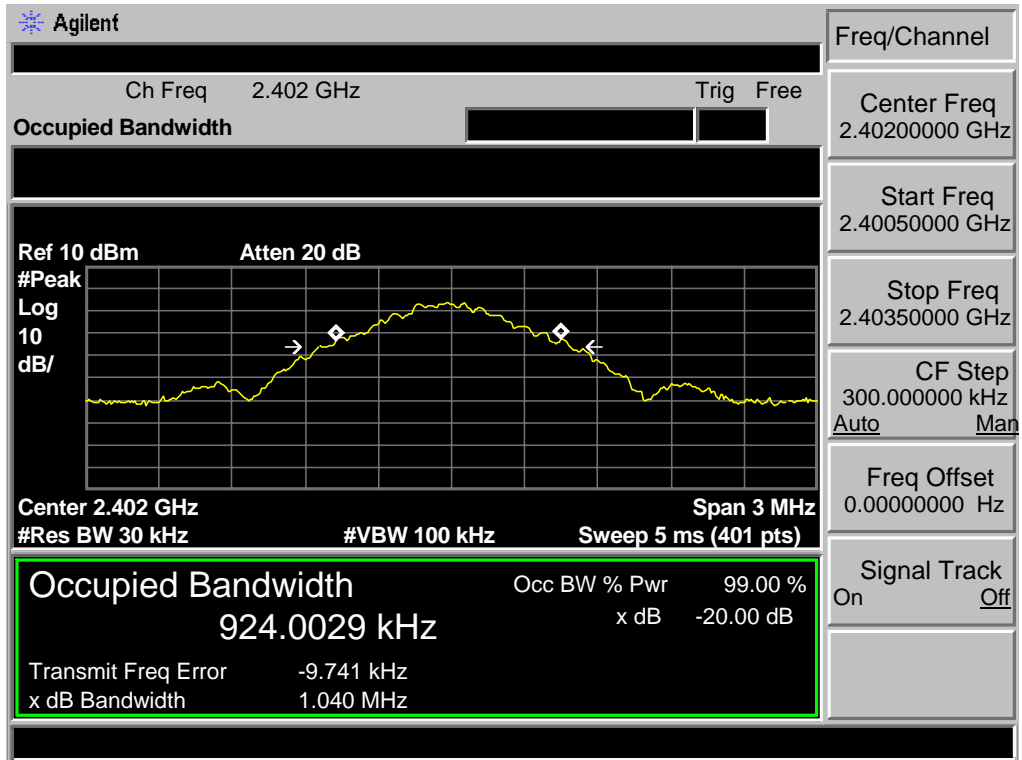 Agilent
Freq/Channel
Ch Freq 2.402 GHz Trig Free
Occupied Bandwidth
Center Freq
2.40200000 GHz
Start Freq
2.40050000 GHz
Stop Freq
2.40350000 GHz
CF Step
300.000000 kHz
Auto Man
Freq Offset
0.00000000 Hz
Signal Track
On Off
Ref 10 dBm Atten 20 dB
#Peak
Log
10
dB/
Center 2.402 GHz Span 3 MHz
#Res BW 30 kHz #VBW 100 kHz Sweep 5 ms (401 pts)
Occupied Bandwidth Occ BW % Pwr 99.00 %
924.0029 kHz x dB -20.00 dB
Transmit Freq Error -9.741 kHz
x dB Bandwidth 1.040 MHz